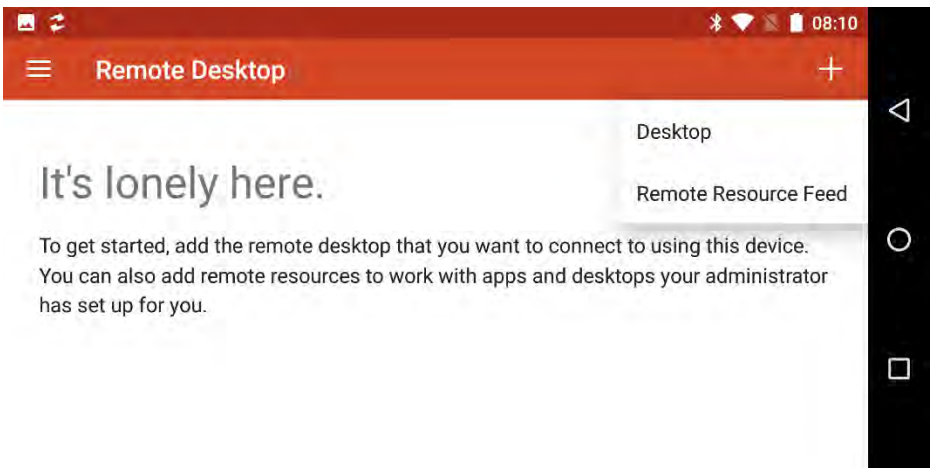 08:10
Remote Desktop
Desktop
Remote Resource Feed
It's lonely here.
To get started, add the remote desktop that you want to connect to using this device.
You can also add remote resources to work with apps and desktops your administrator
has set up for you.